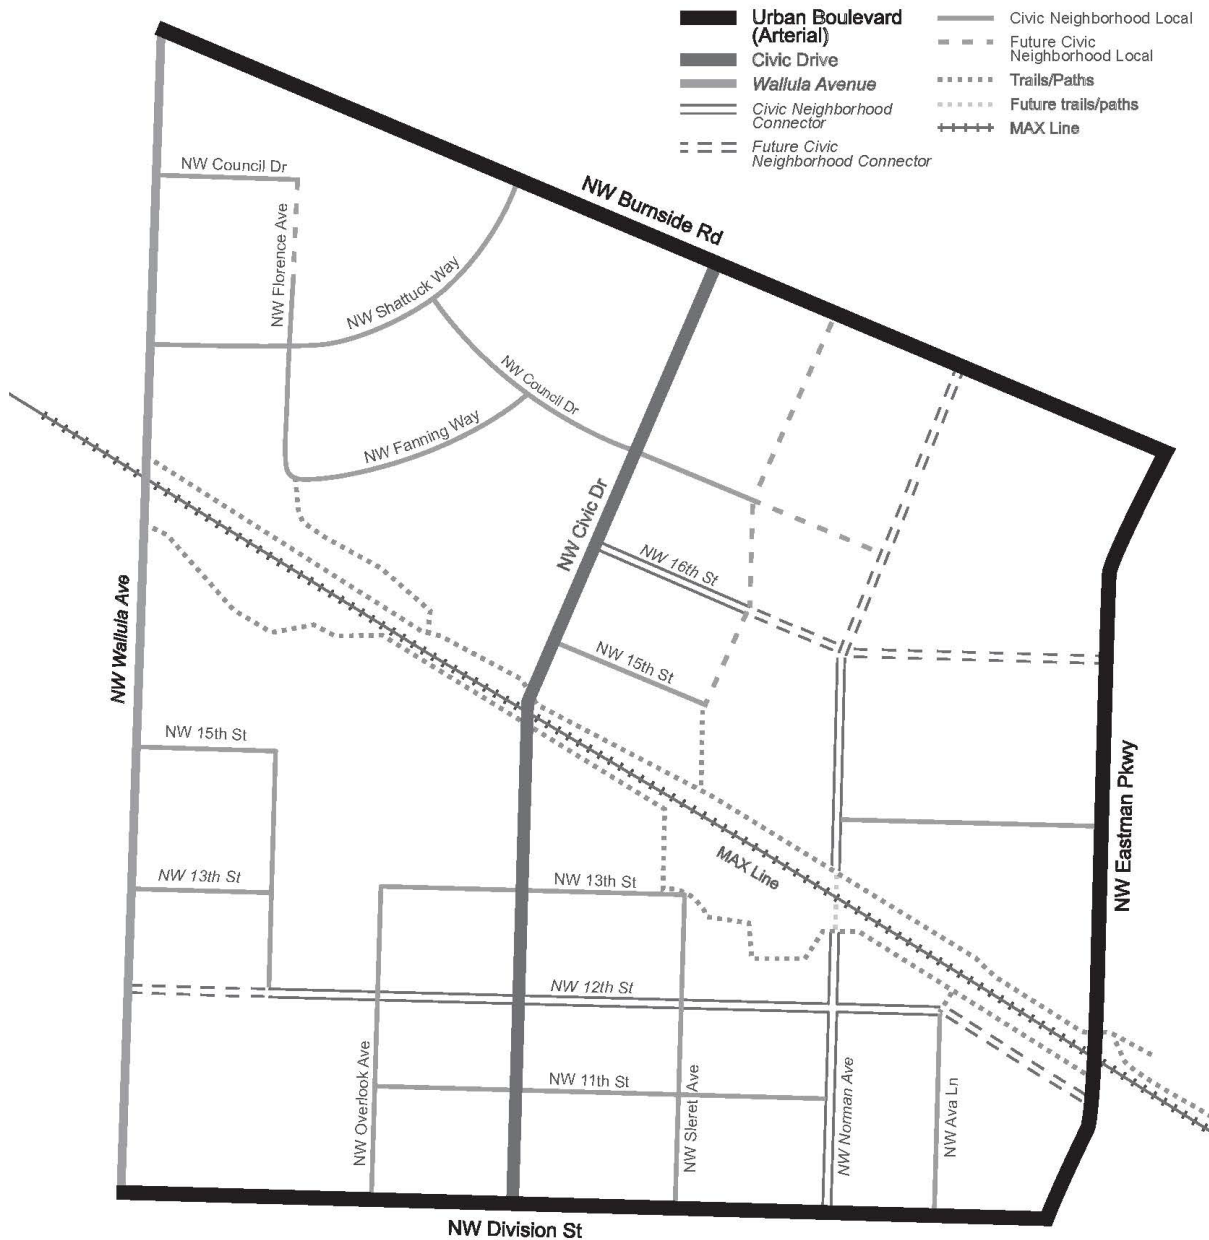 Urban Boulevard
(Arterial)
Civic Drive
Wallula Avenue
Civic Neighborhood
Connector
Future Civic
Neighborhood Connector
Civic Neighborhood Local
Future Civic
Neighborhood Local
Trails/Paths
Future trails/paths
MAX Line
NW Council Dr
NW Burnside Rd
NW Florence Ave
NW Shattuck Way
NW Council Dr
NW Fanning Way
NW Civic Dr
NW 16th St
NW Wallula Ave
NW 15th St
NW 15th St
NW Eastman Pkwy
MAX Line
NW 13th St
NW 13th St
NW 12th St
NW Overlook Ave
NW 11th St
NW Sleret Ave
NW Norman Ave
NW Ava Ln
NW Division St